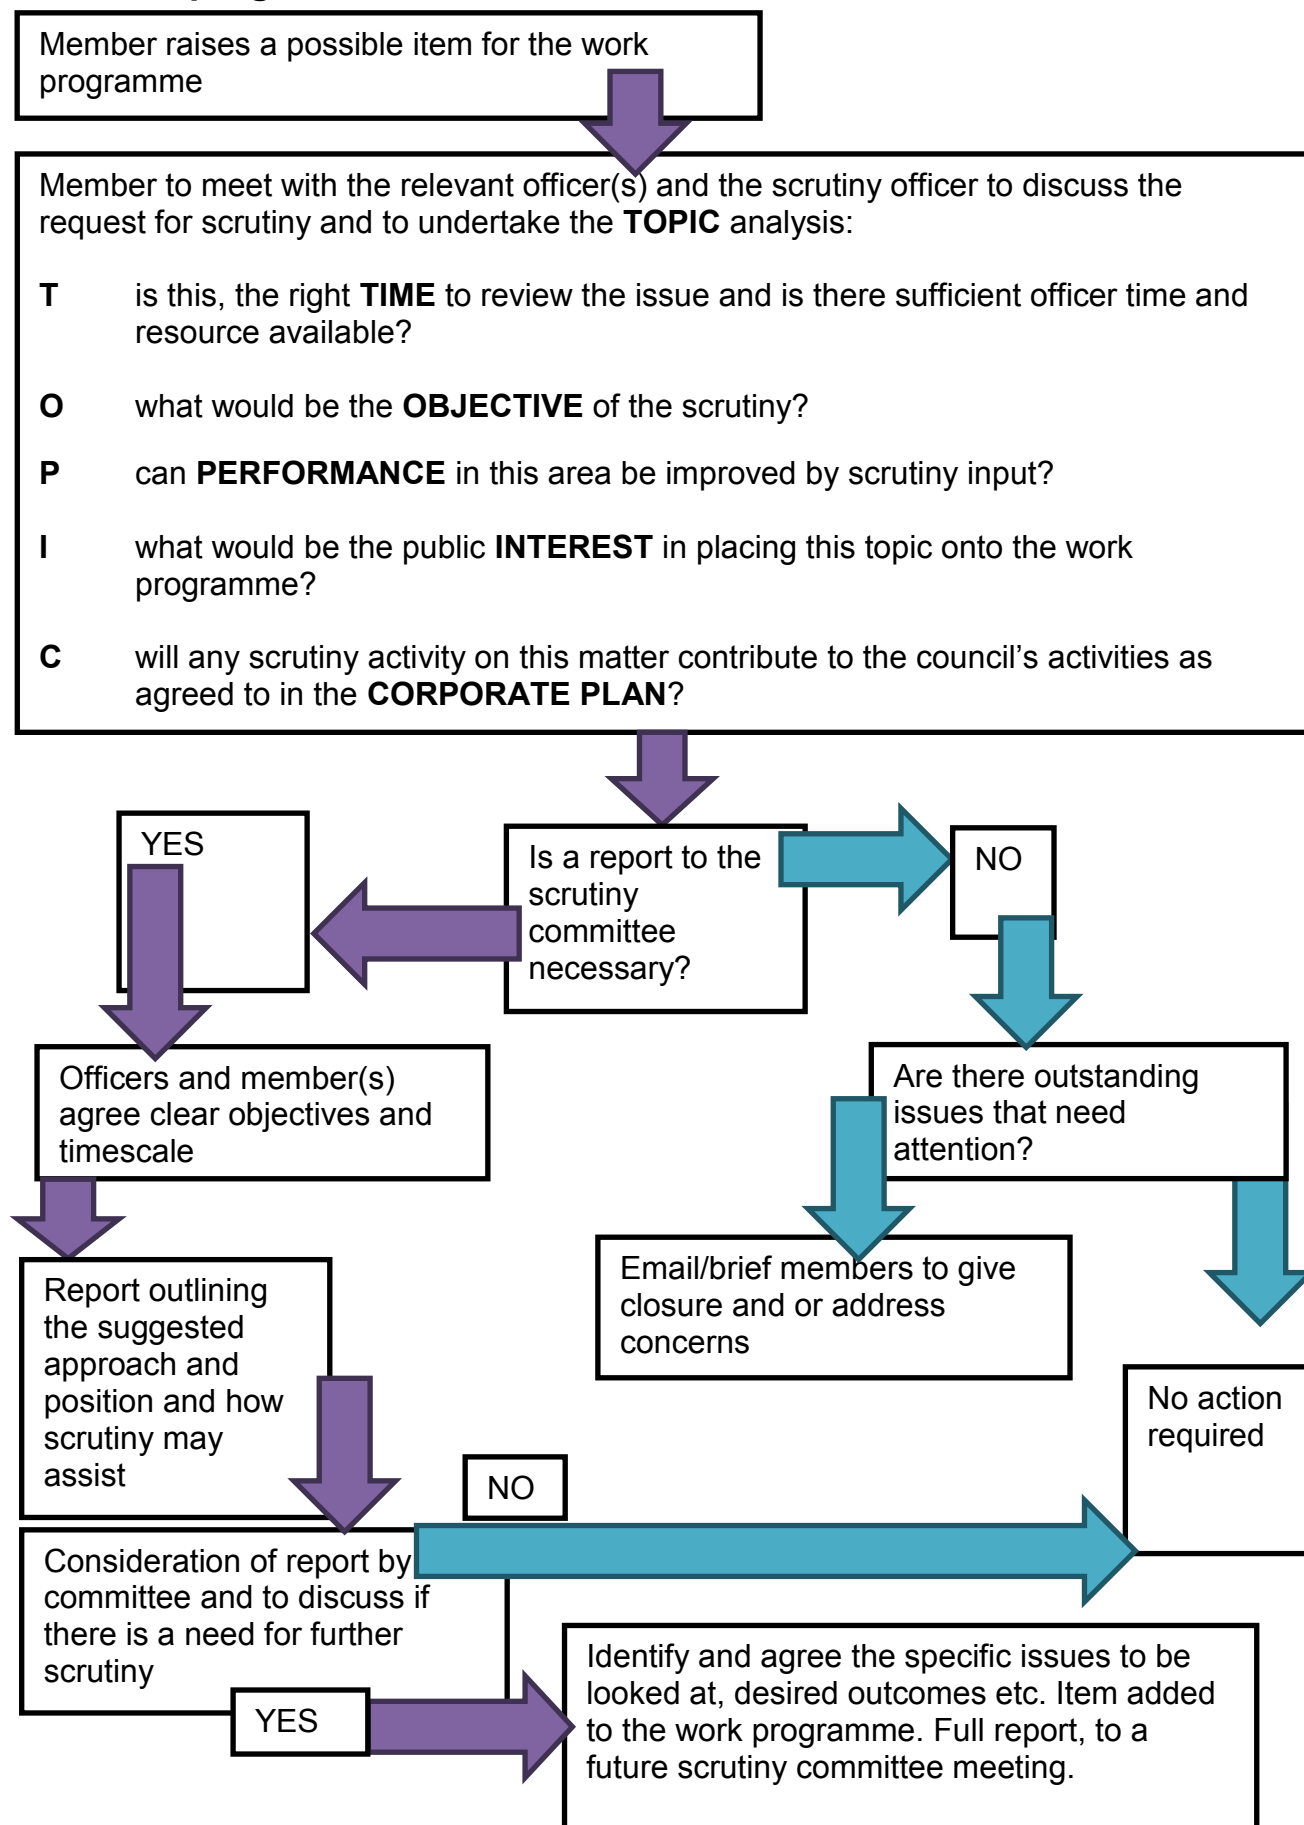 Member raises a possible item for the work
programme
Member to meet with the relevant officer(s) and the scrutiny officer to discuss the
request for scrutiny and to undertake the TOPIC analysis:
T is this, the right TIME to review the issue and is there sufficient officer time and
resource available?
O what would be the OBJECTIVE of the scrutiny?
P can PERFORMANCE in this area be improved by scrutiny input?
I what would be the public INTEREST in placing this topic onto the work
programme?
C will any scrutiny activity on this matter contribute to the council’s activities as
agreed to in the CORPORATE PLAN?
YES
Is a report to the
scrutiny
committee
necessary?
NO
Officers and member(s)
agree clear objectives and
timescale
Are there outstanding
issues that need
attention?
Report outlining
the suggested
approach and
position and how
scrutiny may
assist
Email/brief members to give
closure and or address
concerns
No action
required
NO
Consideration of report by
committee and to discuss if
there is a need for further
scrutiny
YES
Identify and agree the specific issues to be
looked at, desired outcomes etc. Item added
to the work programme. Full report, to a
future scrutiny committee meeting.